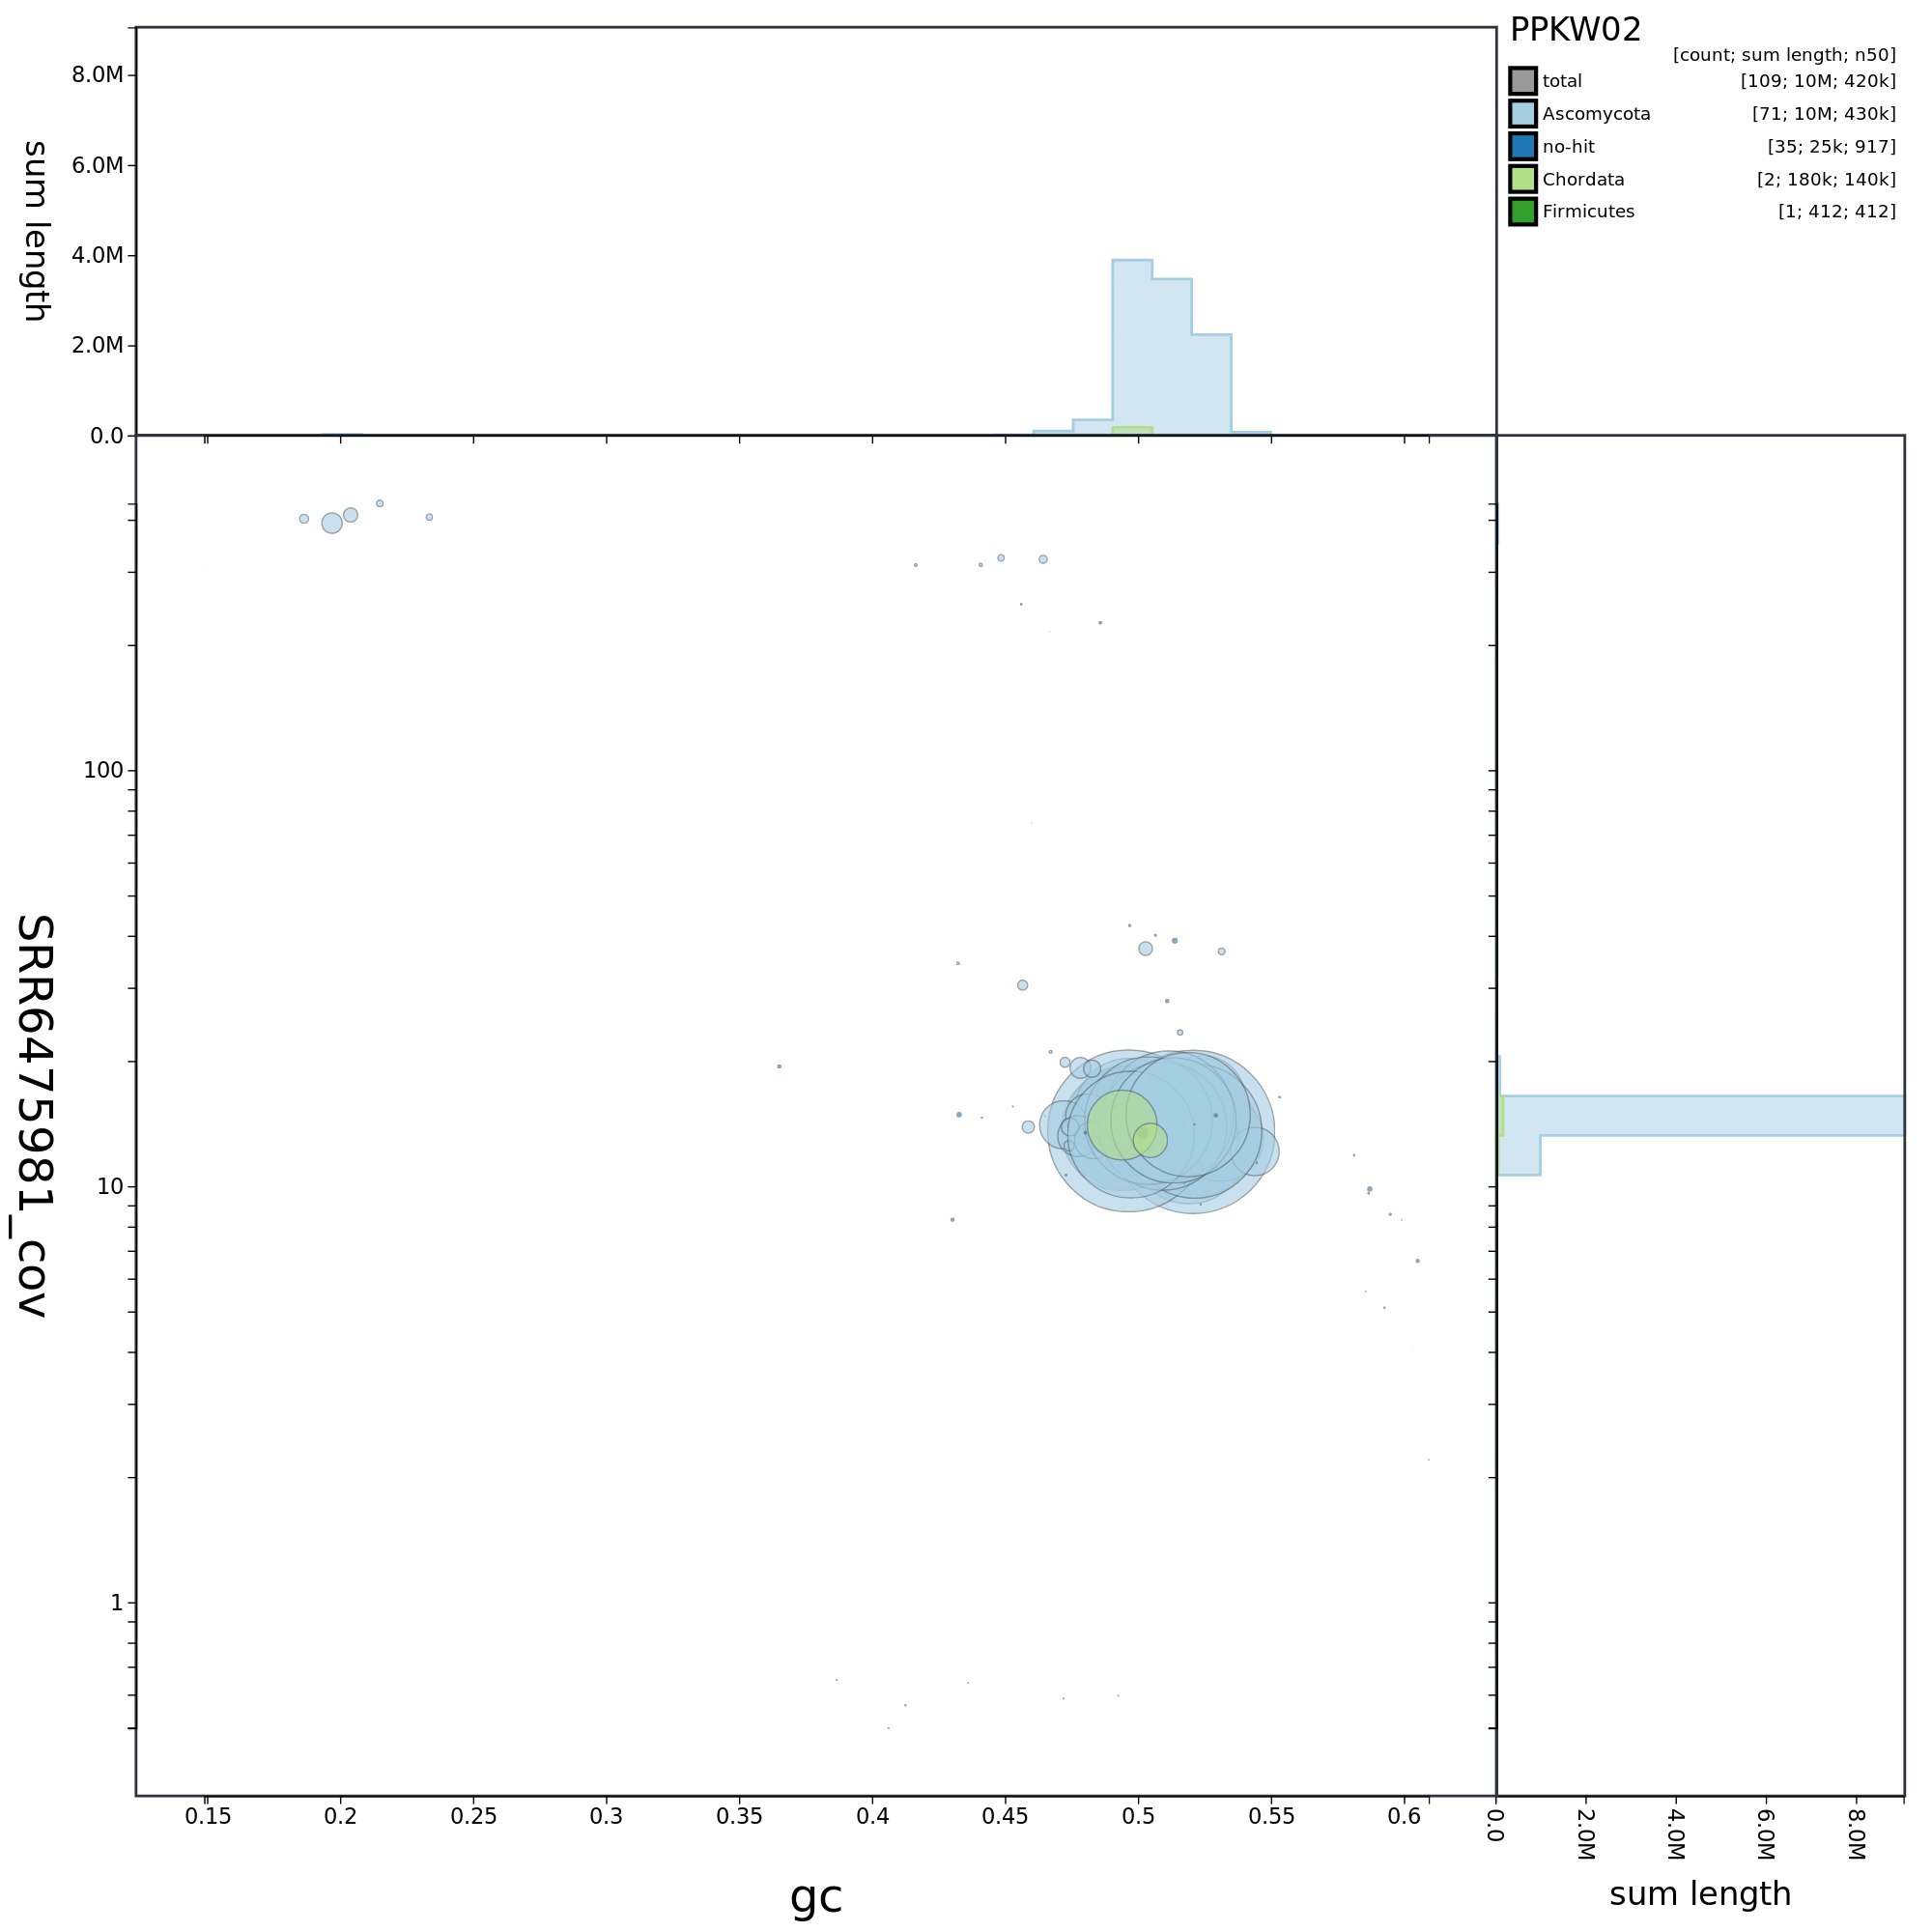 PPKW02
[count; sum length; n50]
total [109; 10M; 420k]
Ascomycota [71; 10M; 430k]
no-hit [35; 25k; 917]
Chordata [2; 180k; 140k]
Firmicutes [1; 412; 412]
sum length
8.0M
6.0M
4.0M
2.0M
0.0
SRR6475981_cov
100
10
1
0.15 0.2 0.25 0.3 0.35 0.4 0.45 0.5 0.55 0.6
gc
0.0 2.0M 4.0M 6.0M 8.0M
sum length